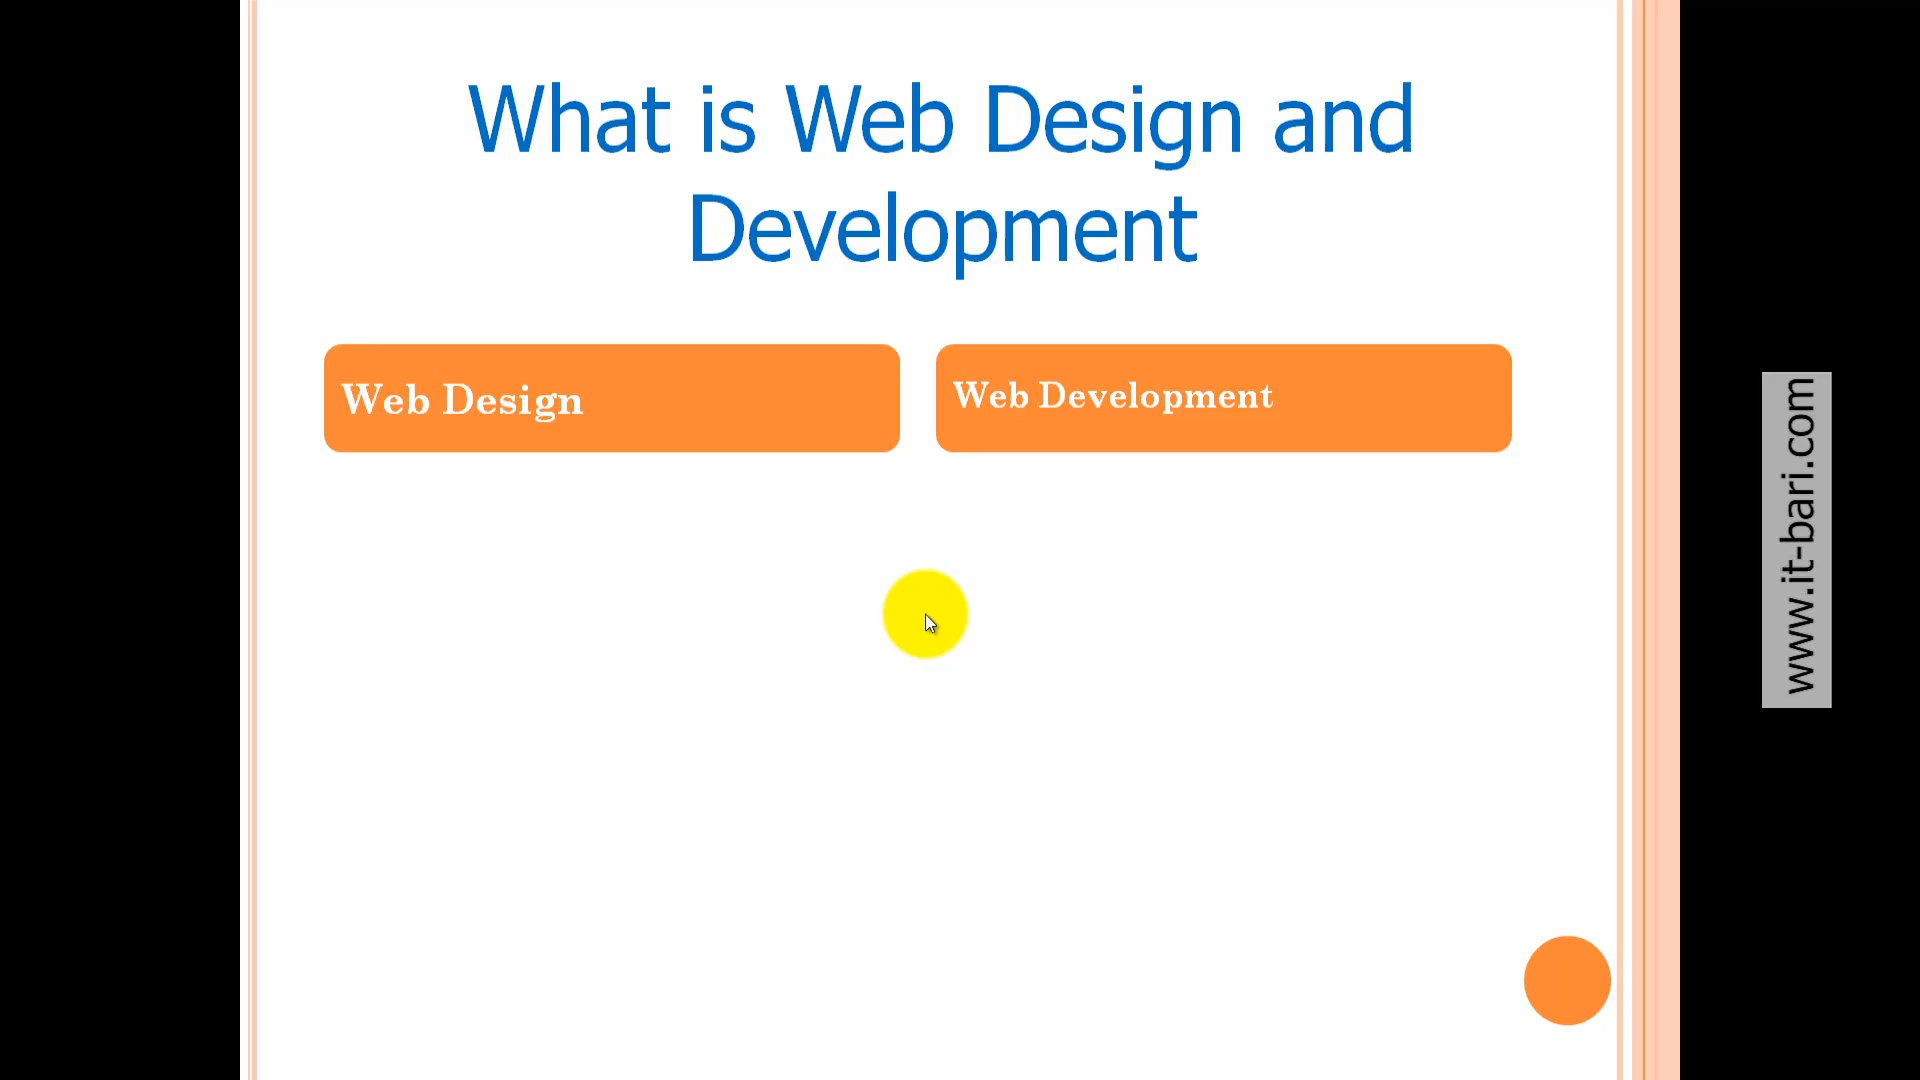 What is Web Design and
Development
Web Design
Web Development
www.it-bari.com